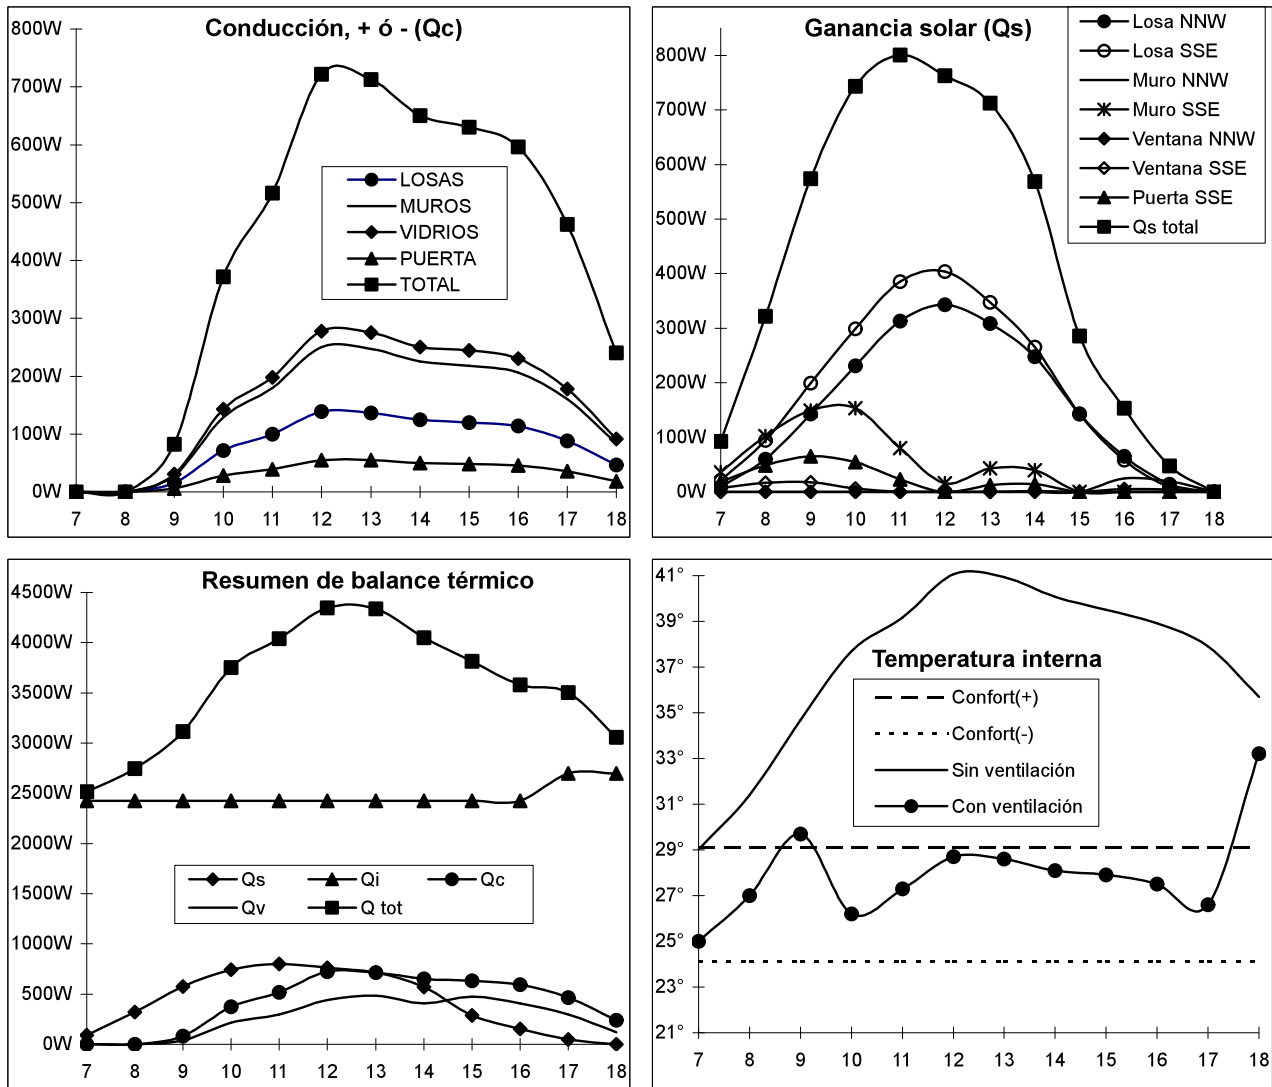 Conducción, + ó - (Qc)
800W
700W
600W
500W
400W
300W
200W
100W
0W
LOSAS
MUROS
VIDRIOS
PUERTA
TOTAL
7 8 9 10 11 12 13 14 15 16 17 18
Ganancia solar (Qs)
800W
700W
600W
500W
400W
300W
200W
100W
0W
Losa NNW
Losa SSE
Muro NNW
Muro SSE
Ventana NNW
Ventana SSE
Puerta SSE
Qs total
7 8 9 10 11 12 13 14 15 16 17 18
Resumen de balance térmico
4500W
4000W
3500W
3000W
2500W
2000W
1500W
1000W
500W
0W
Qs Qi Qc
Qv Q tot
7 8 9 10 11 12 13 14 15 16 17 18
Temperatura interna
41°
39°
37°
35°
33°
31°
29°
27°
25°
23°
21°
Confort(+)
Confort(-)
Sin ventilación
Con ventilación
7 8 9 10 11 12 13 14 15 16 17 18